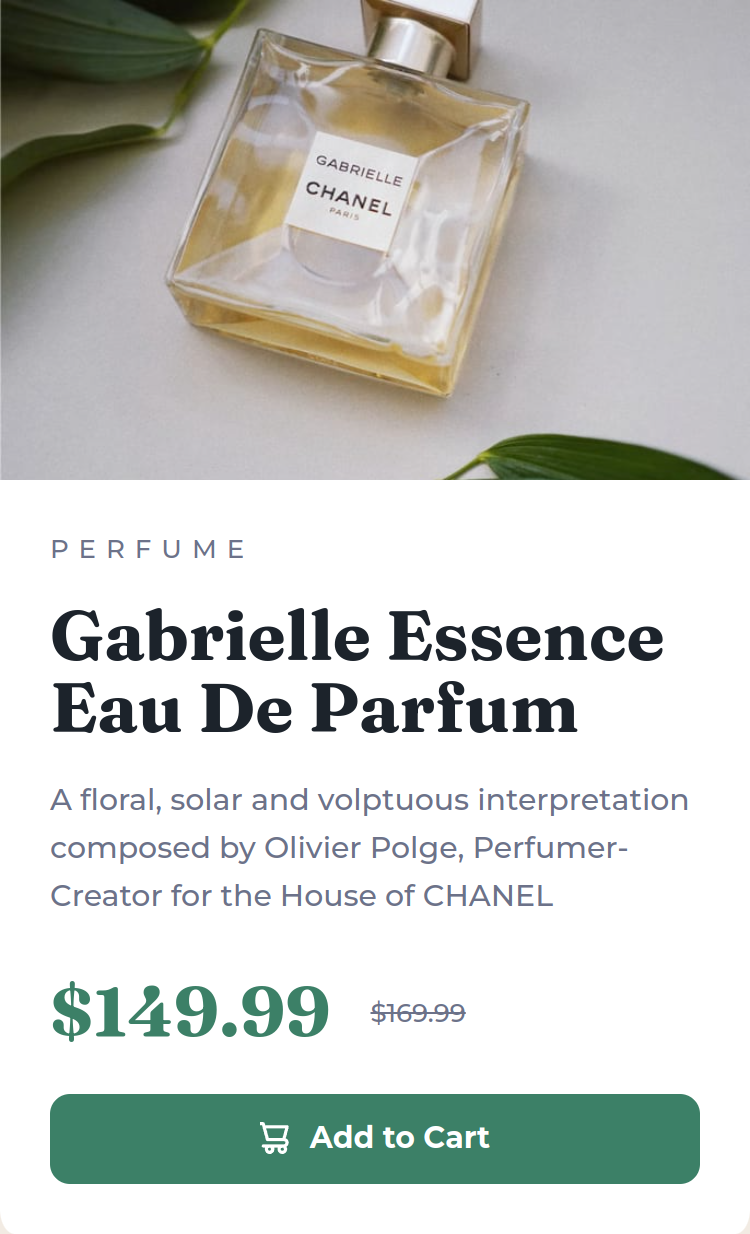 GABRIELLE
CHANEL
PARIS
PERFUME
Gabrielle Essence
Eau De Parfum
A floral, solar and volptuous interpretation
composed by Olivier Polge, Perfumer-
Creator for the House of CHANEL
$149.99 $169.99
Add to Cart